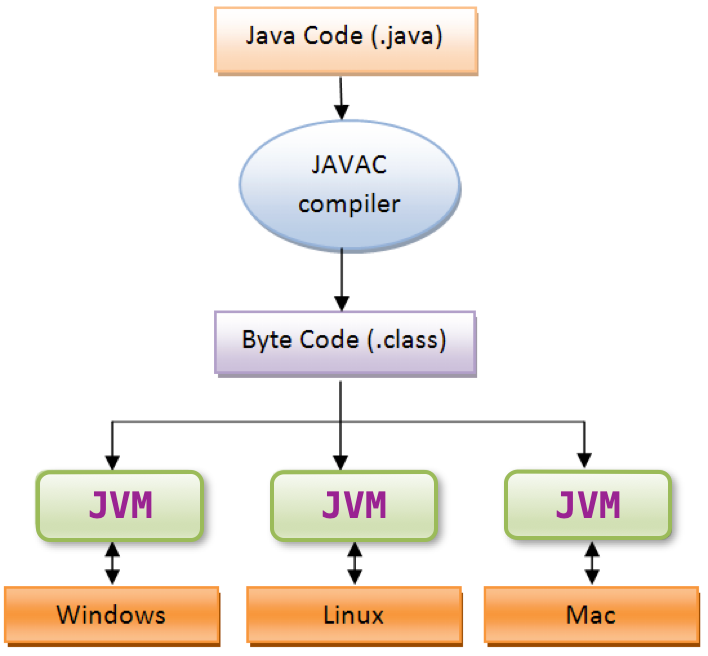 Java Code (.java)
JAVAC
compiler
Byte Code (.class)
JVM
JVM
JVM
Windows
Linux
Mac